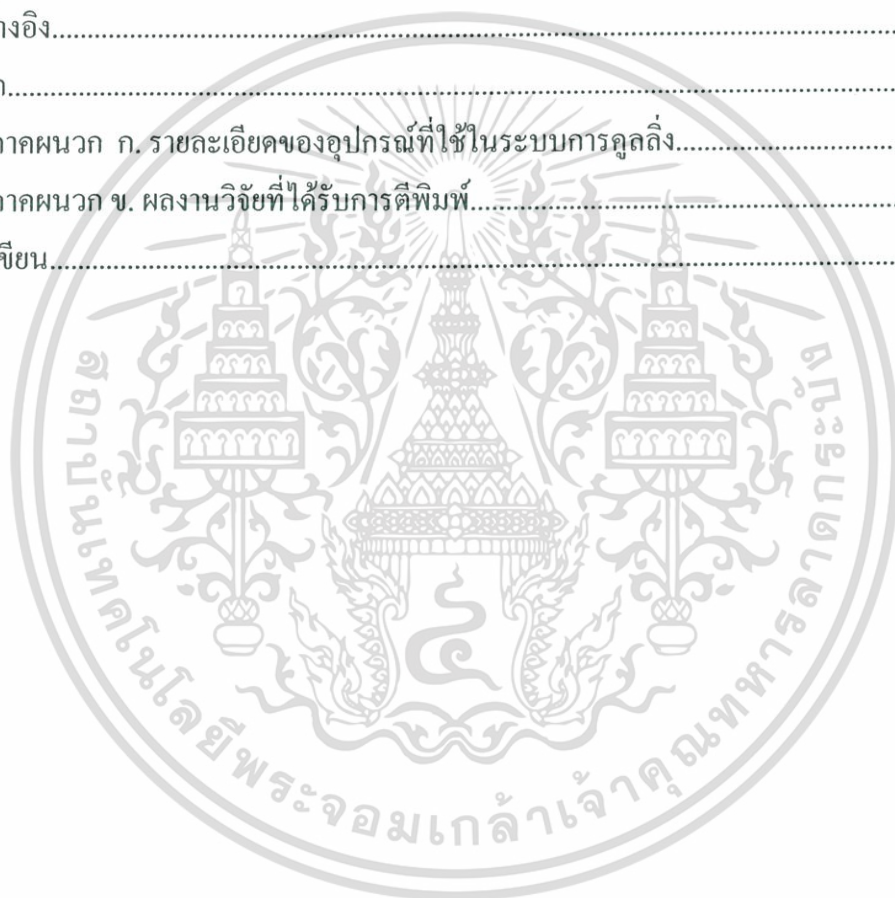 างอิง
ภาคผนวก ก. รายละเอียดของอุปกรณ์ที่ใช้ในระบบการคูลลิ่ง
ภาคผนวก ข. ผลงานวิจัยที่ได้รับการตีพิมพ์
เขียน
สถาบันเทคโนโลยีพระจอมเกล้าเจ้าคุณทหารลาดกระบัง
๔